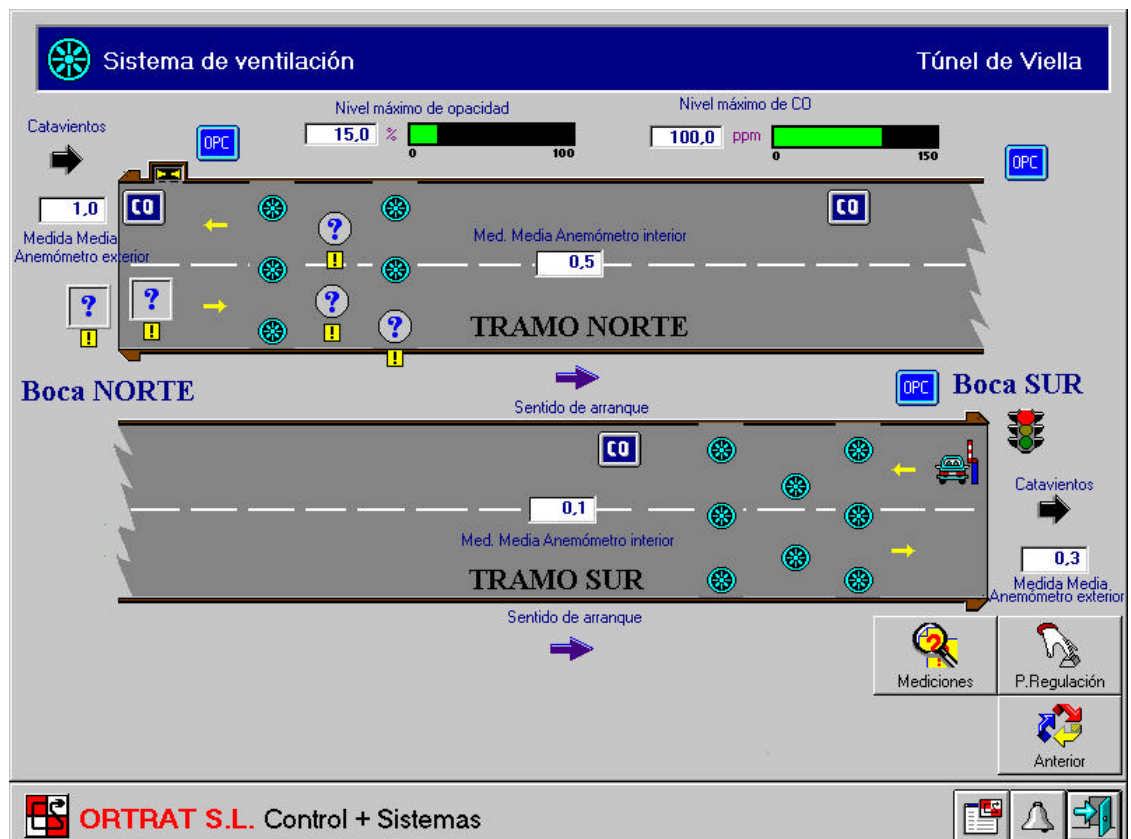 Sistema de ventilación
Túnel de Viella
Catavientos
OPC
Nivel máximo de opacidad
15,0 %
0 100
Nivel máximo de CO
100,0 ppm
0 150
OPC
1,0
Medida Media
Anemómetro exterior
CO
CO
?
!
Med. Media Anemómetro interior
0,5
?
!
?
!
?
!
?
!
TRAMO NORTE
Boca NORTE
Sentido de arranque
OPC
Boca SUR
CO
0,1
Med. Media Anemómetro interior
TRAMO SUR
Catavientos
0,3
Medida Media
Anemómetro exterior
Sentido de arranque
?
!
Mediciones
P.Regulación
Anterior
ORTRAT S.L. Control + Sistemas